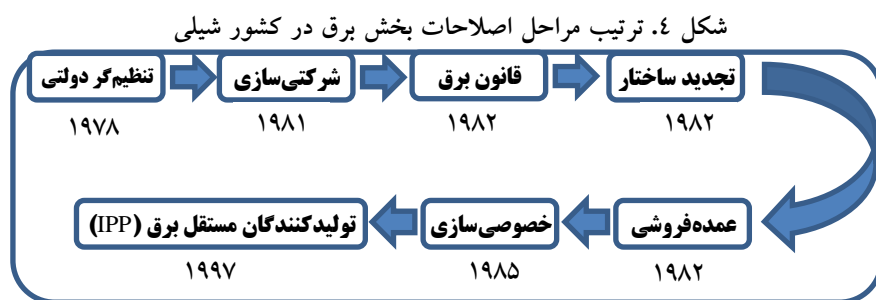 شکل ٤. ترتیب مراحل اصلاحات بخش برق در کشور شیلی
تنظیم‌گر دولتی
۱۹۷۸
شرکتی‌سازی
۱۹۸۱
قانون برق
۱۹۸۲
تجدید ساختار
۱۹۸۲
عمده‌فروشی
۱۹۸۲
خصوصی‌سازی
۱۹۸۵
تولیدکنندگان مستقل برق (IPP)
۱۹۹۷